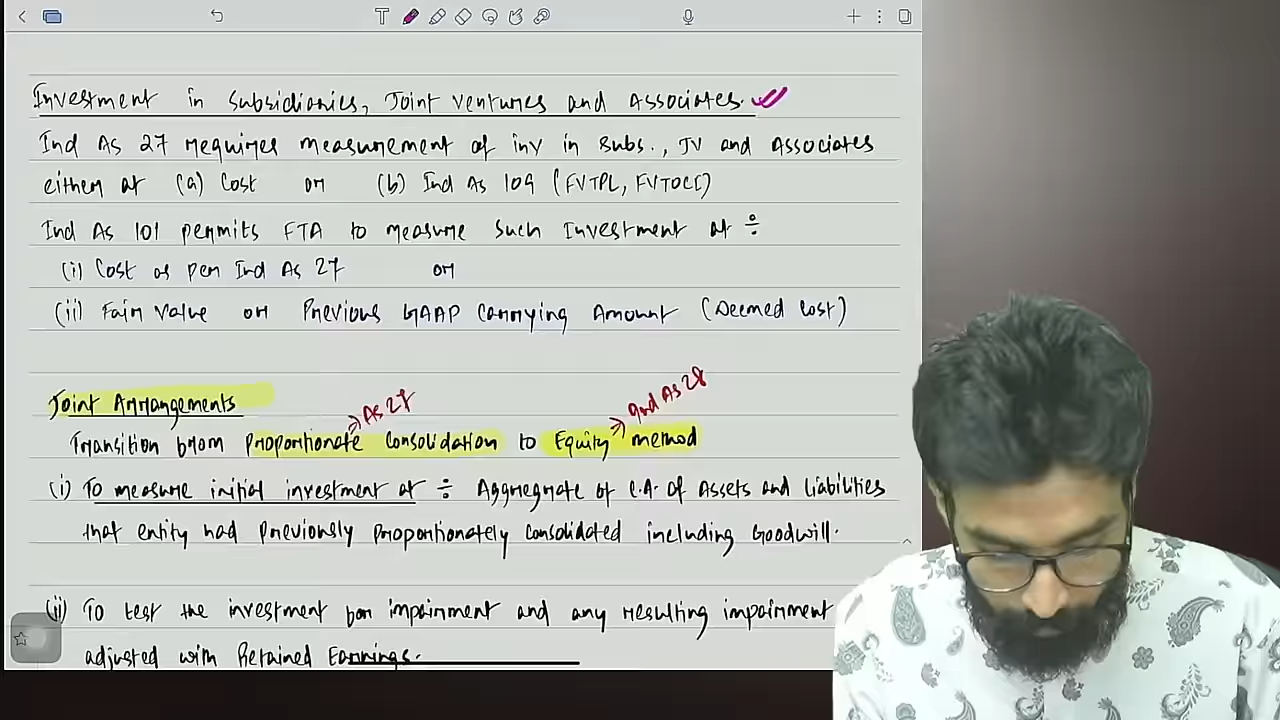 Investment in Subsidiaries, Joint Ventures and Associates.
Ind As 27 requires measurement of inv in Subs., JV and Associates
either at (a) Cost or (b) Ind As 109 (FVTPL, FVTOCI)
Ind As 101 permits FTA to measure such Investment at ÷
(i) Cost as per Ind As 27 or
(ii) Fair Value or Previous GAAP Carrying Amount (Deemed Cost)
Joint Arrangements
→ As 27
→ Ind As 28
Transition from Proportionate Consolidation to Equity method
(i) To measure initial investment at ÷ Aggregate of C.A. of Assets and Liabilities
that entity had previously proportionately consolidated including Goodwill.
(ii) To test the investment for impairment and any resulting impairment
adjusted with Retained Earnings.